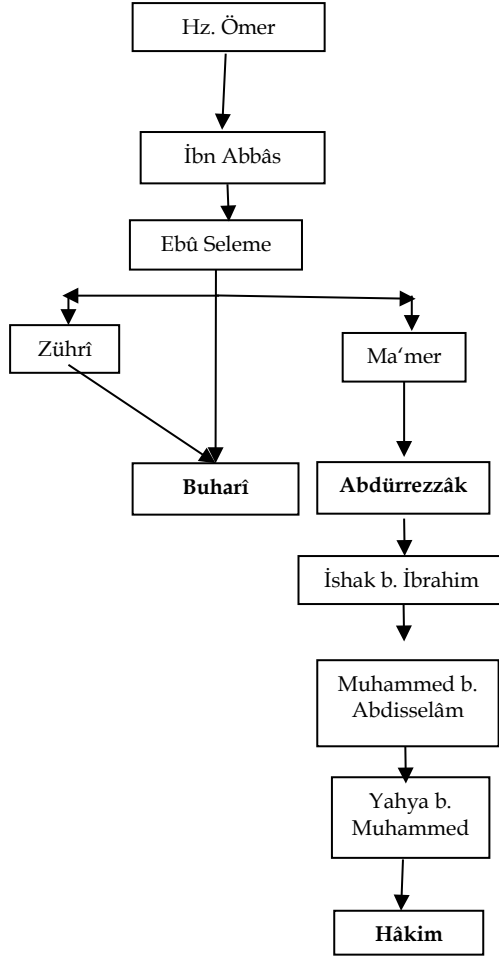 Hz. Ömer
İbn Abbâs
Ebû Seleme
Zührî
Ma‘mer
Buharî
Abdürrezzâk
İshak b. İbrahim
Muhammed b.
Abdisselâm
Yahya b.
Muhammed
Hâkim